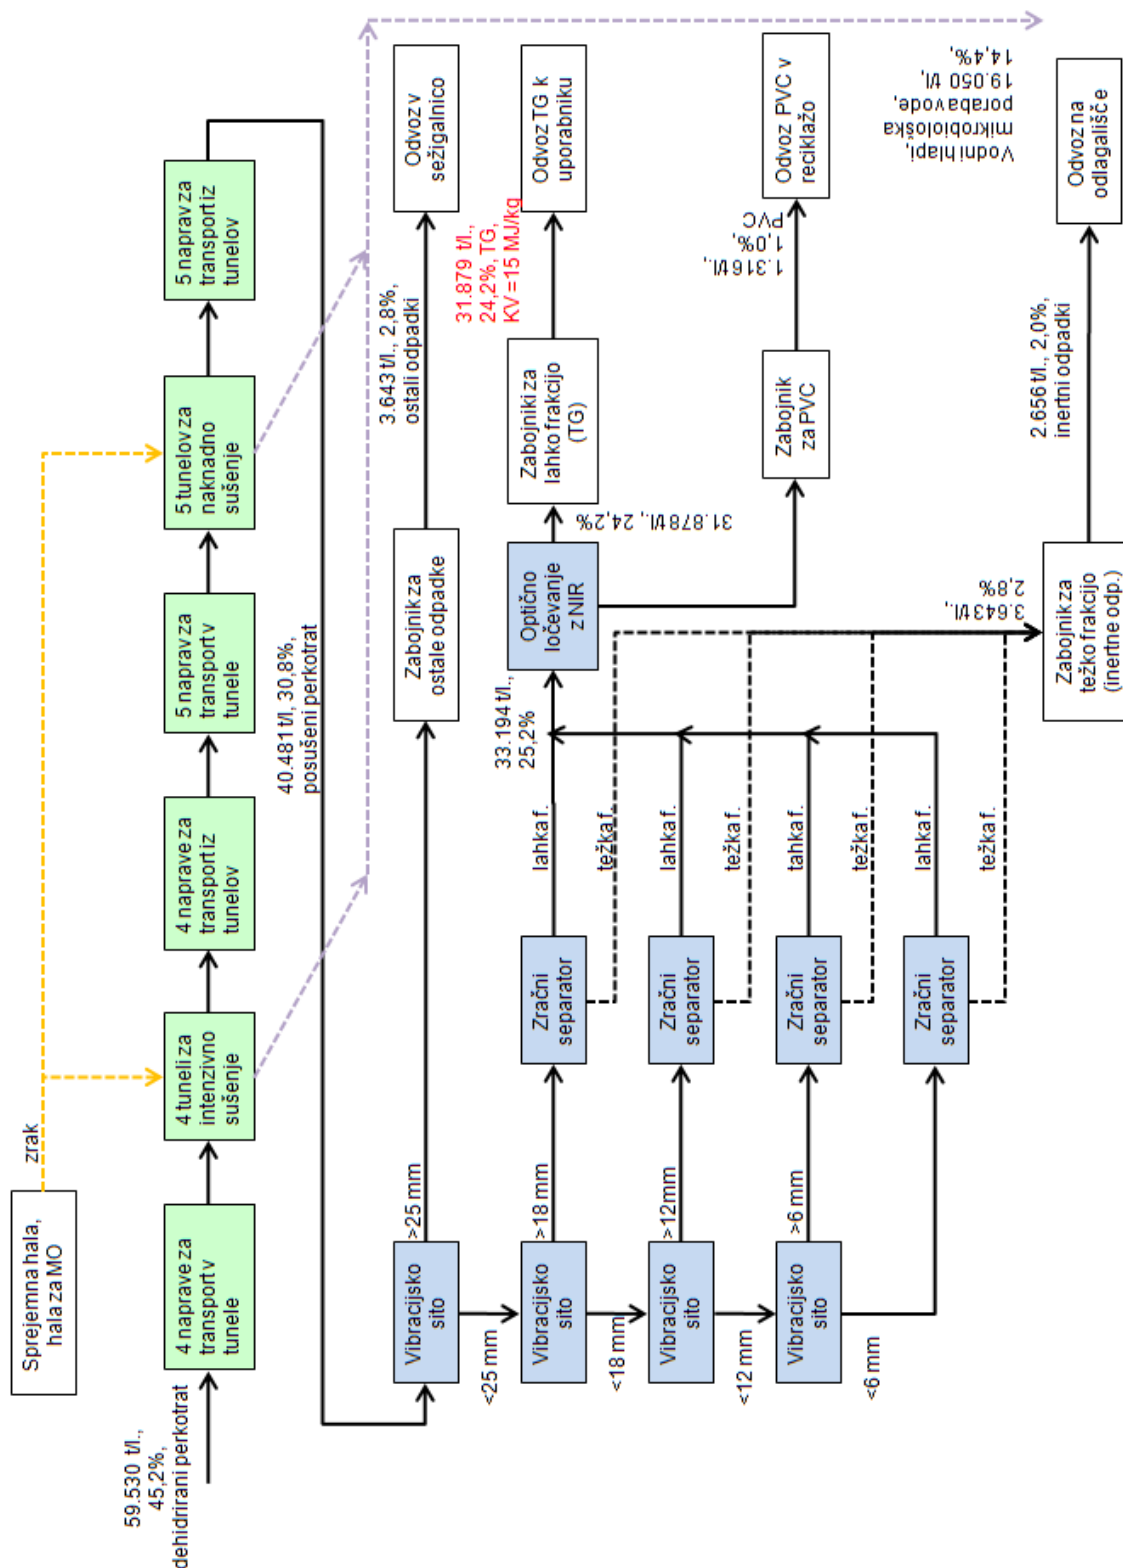 Sprejemna hala,
hala za MO
zrak
59.530 t/l.,
45,2%,
dehidrirani perkotrat
4 naprave za
transport v
tunele
4 tuneli za
intenzivno
sušenje
4 naprave za
transport iz
tunelov
5 naprav za
transport v
tunele
5 tunelov za
naknadno
sušenje
5 naprav za
transport iz
tunelov
40.481 t/l, 30,8%,
posušeni perkotrat
Vibracijsko
sito
>25 mm
<25 mm
Zabojnik za
ostale odpadke
3.643 t/l., 2,8%,
ostali odpadki
Odvoz v
sežigalnico
Vibracijsko
sito
>18 mm
<18 mm
Zračni
separator
lahka f.
težka f.
33.194 t/l.,
25,2%
Optično
ločevanje
z NIR
31.878 t/l., 24,2%
Zabojniki za
lahko frakcijo
(TG)
31.879 t/l.,
24,2%, TG,
KV =15 MJ/kg
Odvoz TG k
uporabniku
Vibracijsko
sito
>12mm
<12 mm
Zračni
separator
lahka f.
težka f.
Zabojnik
za PVC
1.316 t/l.,
1,0%,
PVC
Odvoz PVC v
reciklažo
Vibracijsko
sito
>6 mm
<6 mm
Zračni
separator
tahka f.
težka f.
Zračni
separator
lahka f.
težka f.
Vodni hlapi,
mikrobiološka
poraba vode,
19.050 t/l,
14,4%
3.643 t/l.,
2,8%
Zabojnik za
težko frakcijo
(inertne odp.)
2.656 t/l., 2,0%,
inertni odpadki
Odvoz na
odlagališče